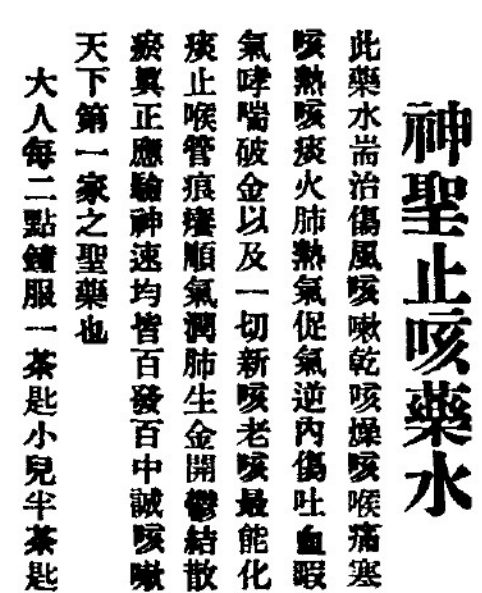 神聖止咳藥水
此藥水耑治傷風咳嗽乾咳燥咳喉痛寒
咳熱咳痰火肺熱氣促氣逆內傷吐血暇
氣哮喘破金以及一切新咳老咳最能化
痰止喉管痕癢順氣潤肺生金開鬱結散
瘀眞正應驗神速均皆百發百中誠咳嗽
天下第一家之聖藥也
大人每二點鐘服一茶匙小兒半茶匙